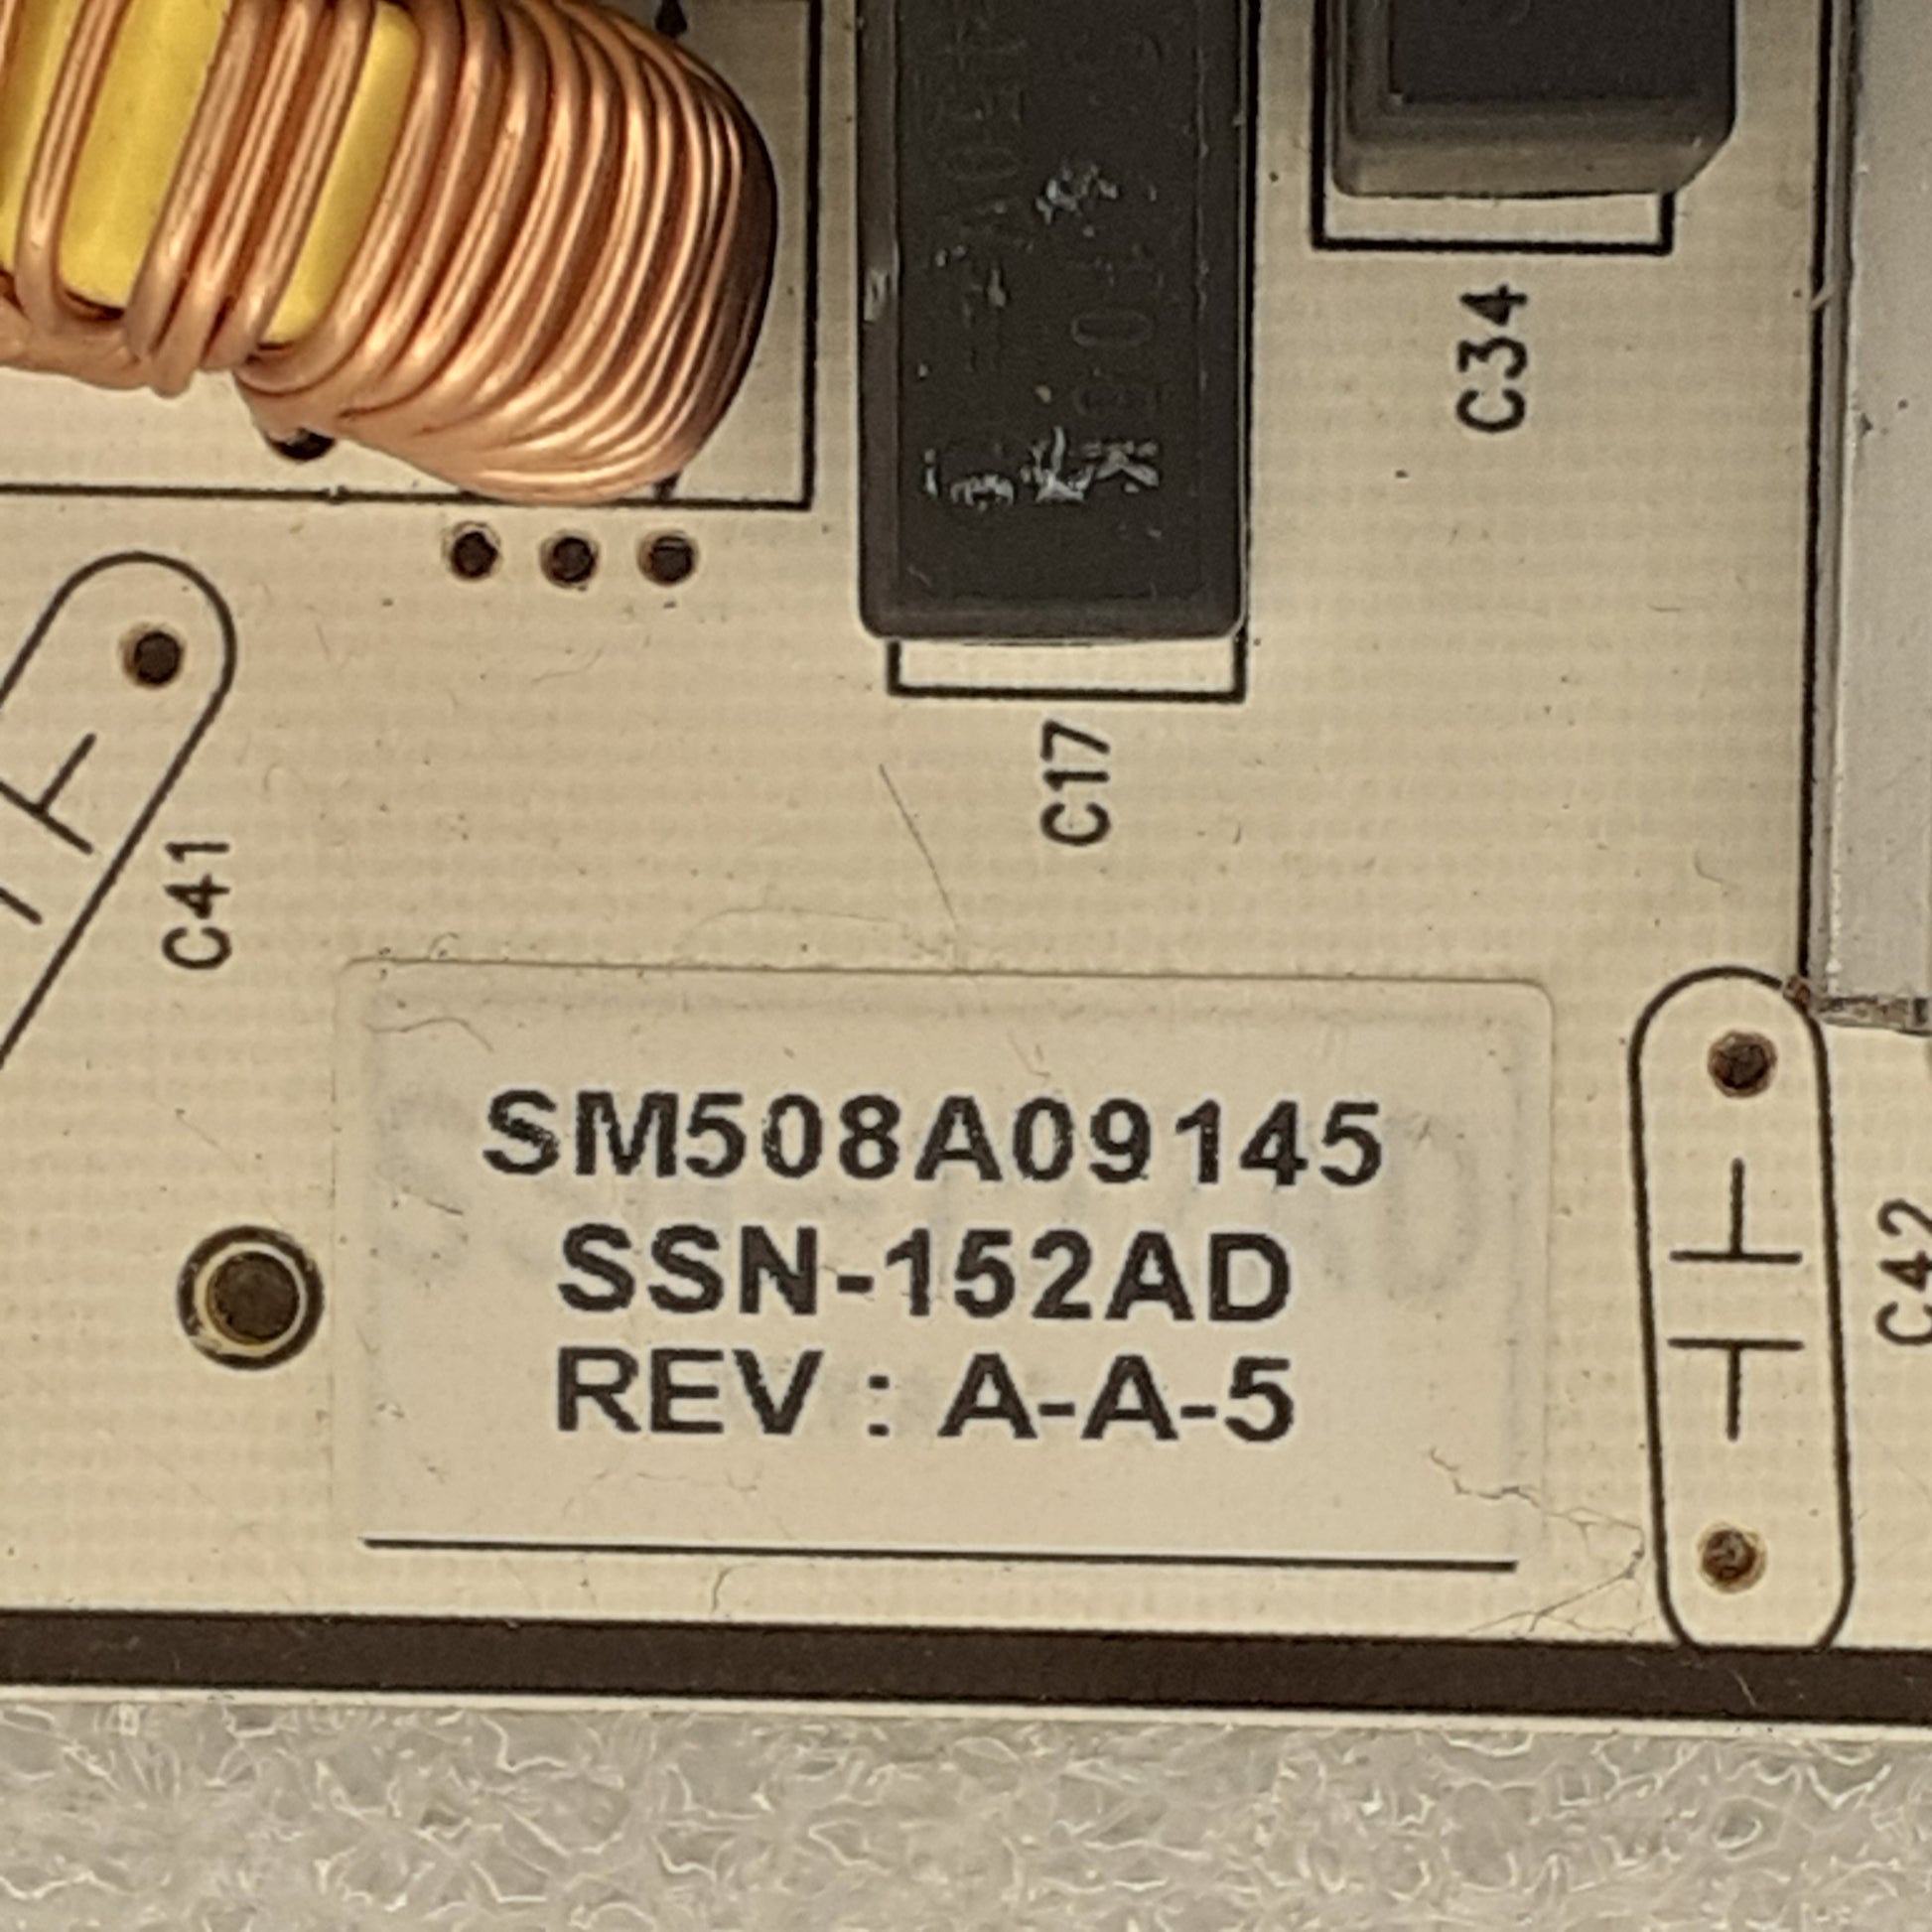 C34
C17
C41
SM508A09145
SSN-152AD
REV : A-A-5
C42